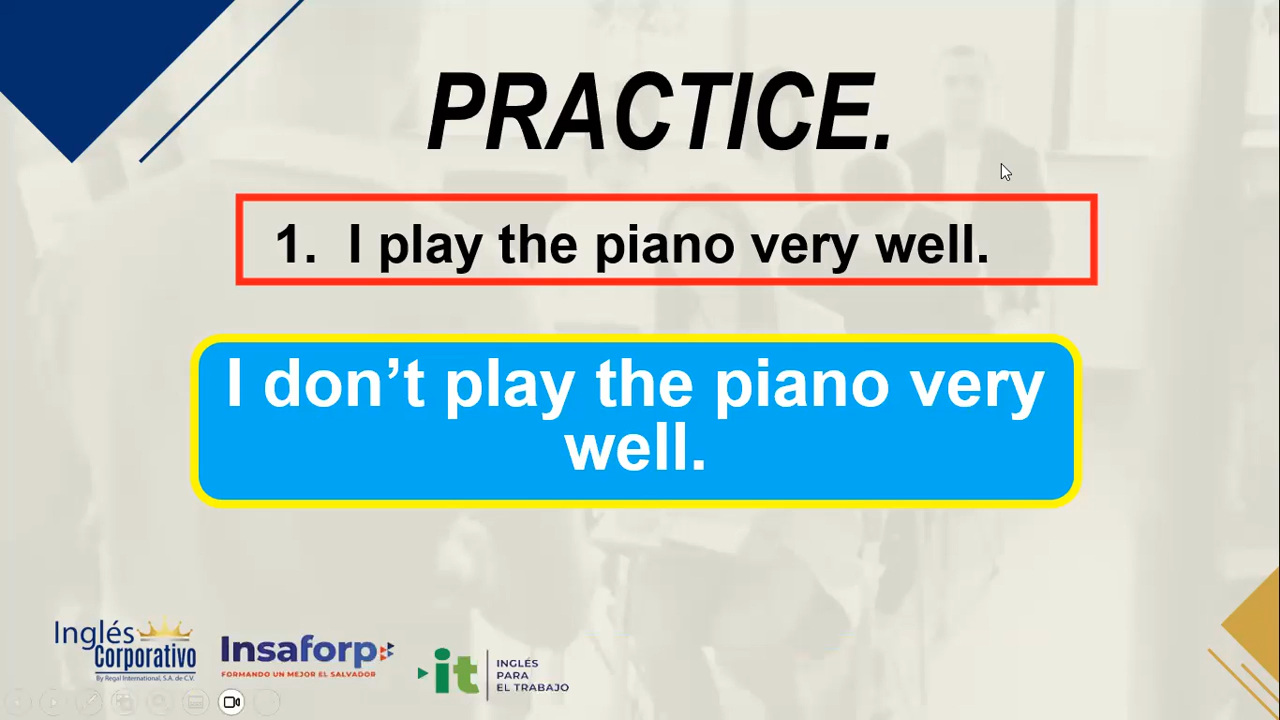 PRACTICE.
1. I play the piano very well.
I don’t play the piano very
well.
Inglés
Corporativo
By Regal International, S.A. de C.V.
Insaforp
FORMANDO UN MEJOR EL SALVADOR
it
INGLÉS
PARA
EL TRABAJO